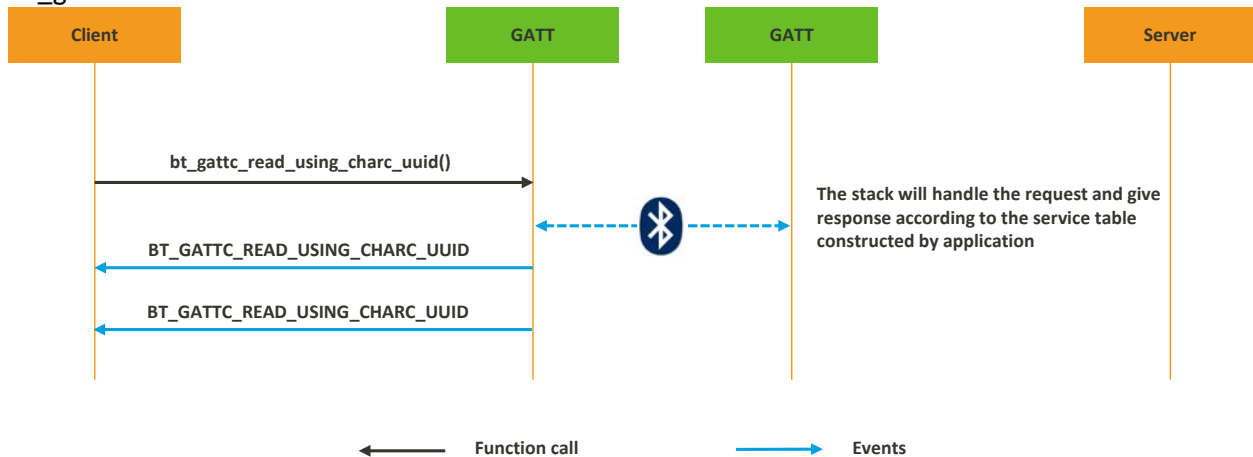 Client
GATT
GATT
Server
bt_gattc_read_using_charc_uuid()
The stack will handle the request and give
response according to the service table
constructed by application
BT_GATTC_READ_USING_CHARC_UUID
BT_GATTC_READ_USING_CHARC_UUID
Function call
Events